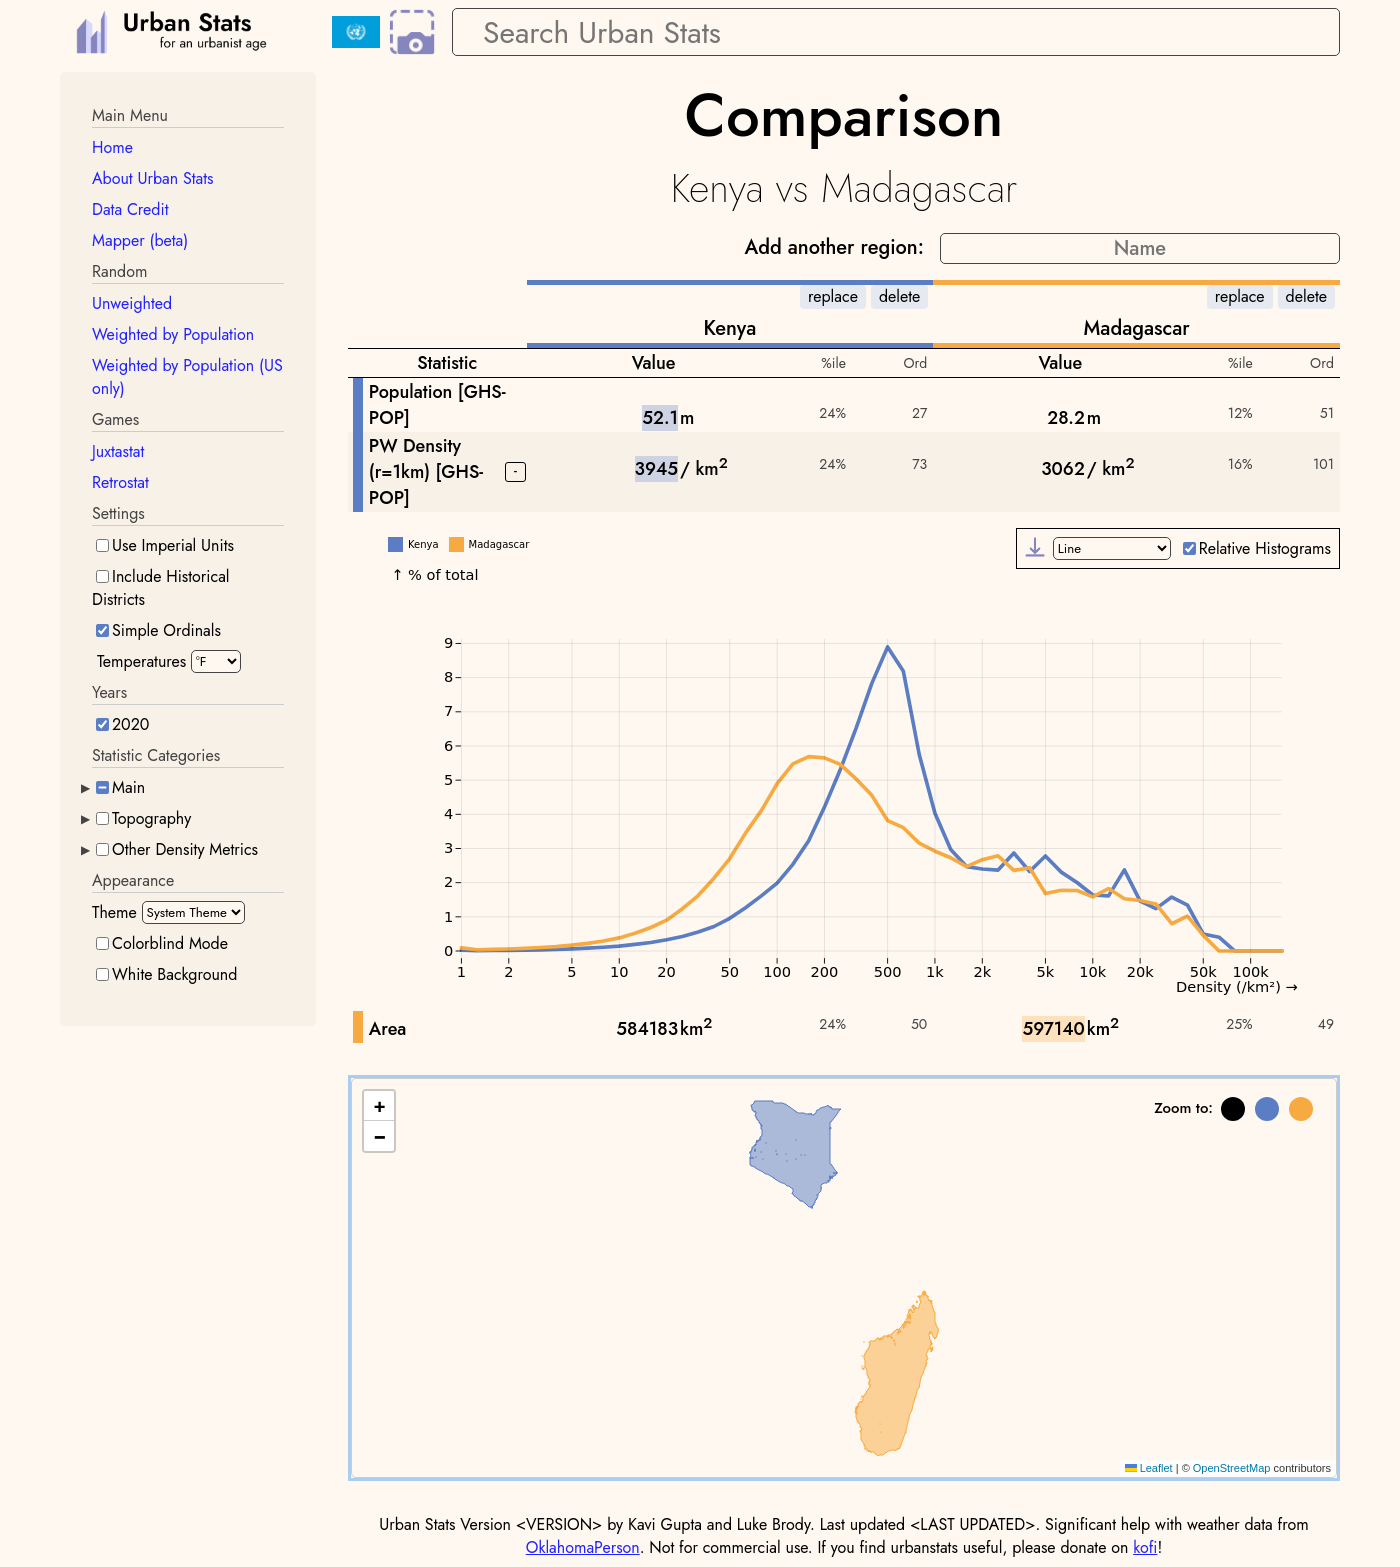 Urban Stats
for an urbanist age
Search Urban Stats
Main Menu
Home
About Urban Stats
Data Credit
Mapper (beta)
Random
Unweighted
Weighted by Population
Weighted by Population (US
only)
Games
Juxtastat
Retrostat
Settings
Use Imperial Units
Include Historical
Districts
Simple Ordinals
Temperatures °F
Years
2020
Statistic Categories
Main
Topography
Other Density Metrics
Appearance
Theme System Theme
Colorblind Mode
White Background
Comparison
Kenya vs Madagascar
Add another region: Name
replace delete replace delete
Kenya Madagascar
Statistic Value %ile Ord Value %ile Ord
Population [GHS-
POP] 52.1 m 24% 27 28.2 m 12% 51
PW Density
(r=1km) [GHS- - 3945 / km² 24% 73 3062 / km² 16% 101
POP]
Kenya Madagascar
Line Relative Histograms
↑ % of total
9
8
7
6
5
4
3
2
1
0
1 2 5 10 20 50 100 200 500 1k 2k 5k 10k 20k 50k 100k
Density (/km²) →
Area 584183 km² 24% 50 597140 km² 25% 49
+
−
Zoom to:
Leaflet | © OpenStreetMap contributors
Urban Stats Version <VERSION> by Kavi Gupta and Luke Brody. Last updated <LAST UPDATED>. Significant help with weather data from
OklahomaPerson. Not for commercial use. If you find urbanstats useful, please donate on kofi!